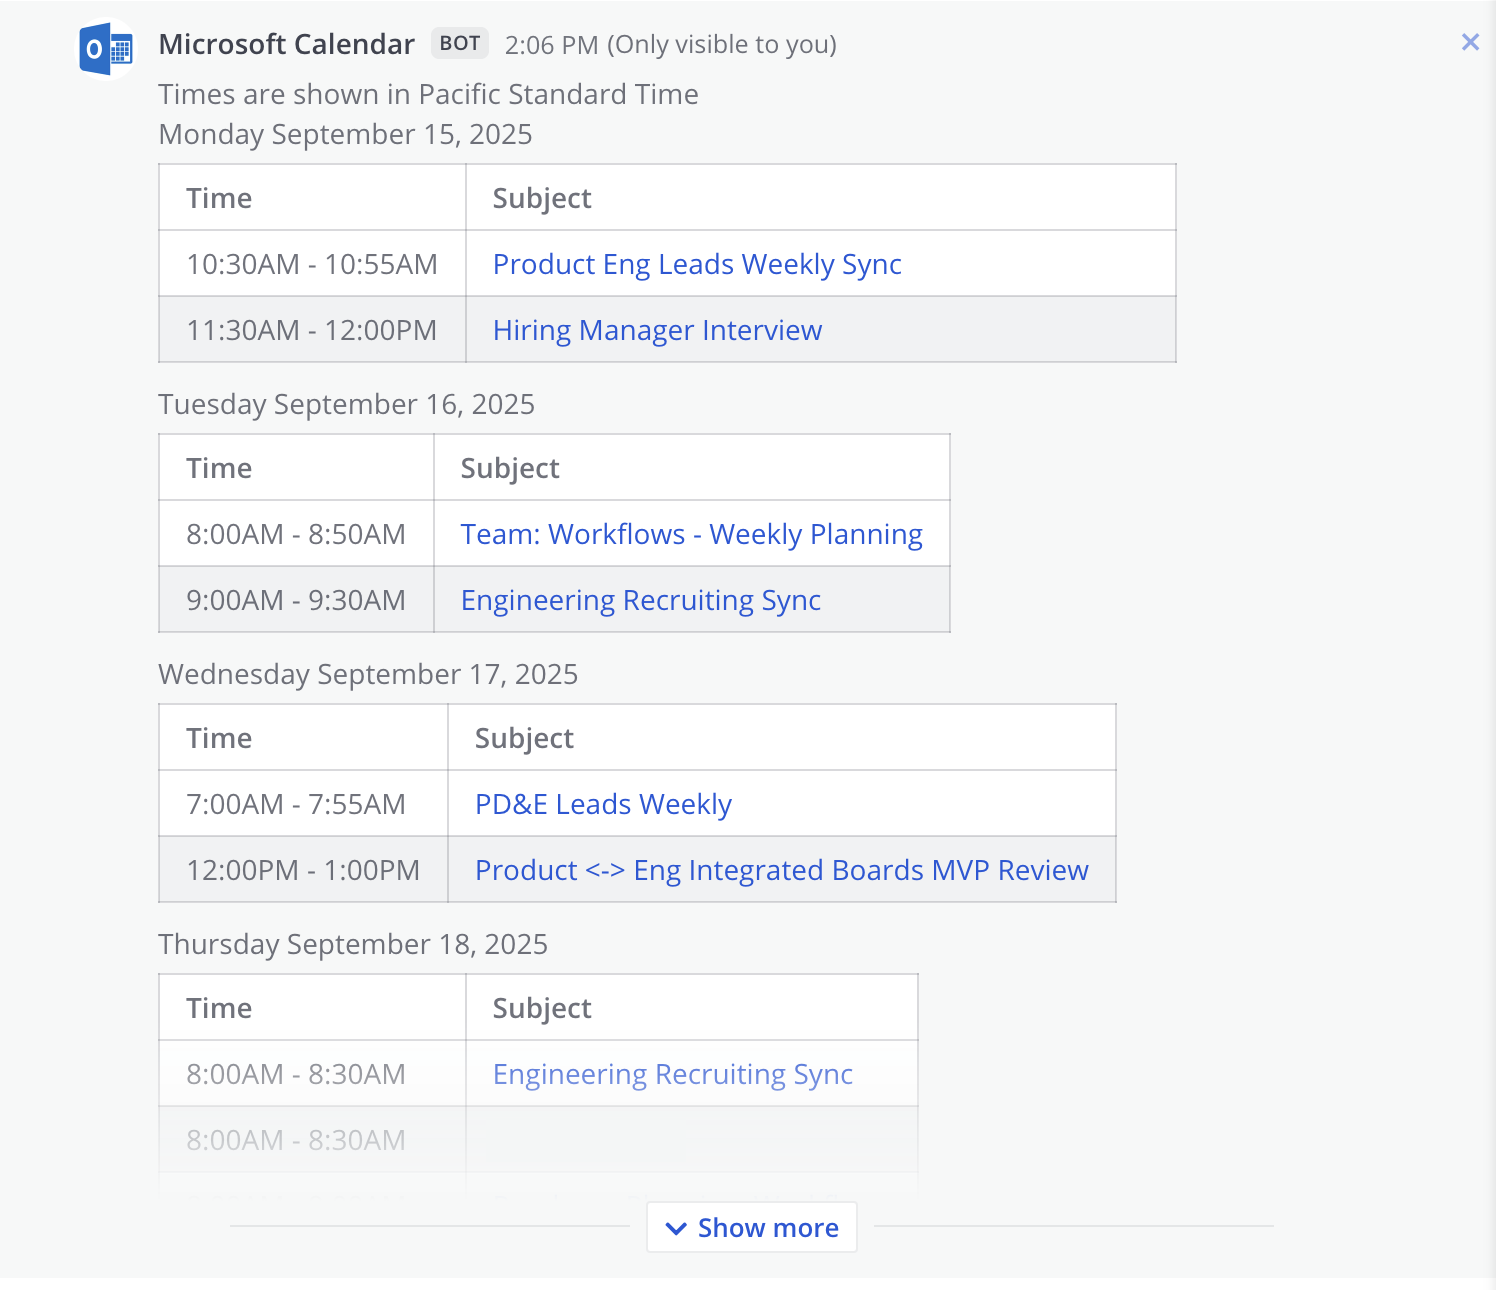 Microsoft Calendar BOT 2:06 PM (Only visible to you)
Times are shown in Pacific Standard Time
Monday September 15, 2025
Time Subject
10:30AM - 10:55AM Product Eng Leads Weekly Sync
11:30AM - 12:00PM Hiring Manager Interview
Tuesday September 16, 2025
Time Subject
8:00AM - 8:50AM Team: Workflows - Weekly Planning
9:00AM - 9:30AM Engineering Recruiting Sync
Wednesday September 17, 2025
Time Subject
7:00AM - 7:55AM PD&E Leads Weekly
12:00PM - 1:00PM Product <-> Eng Integrated Boards MVP Review
Thursday September 18, 2025
Time Subject
8:00AM - 8:30AM Engineering Recruiting Sync
8:00AM - 8:30AM
Show more